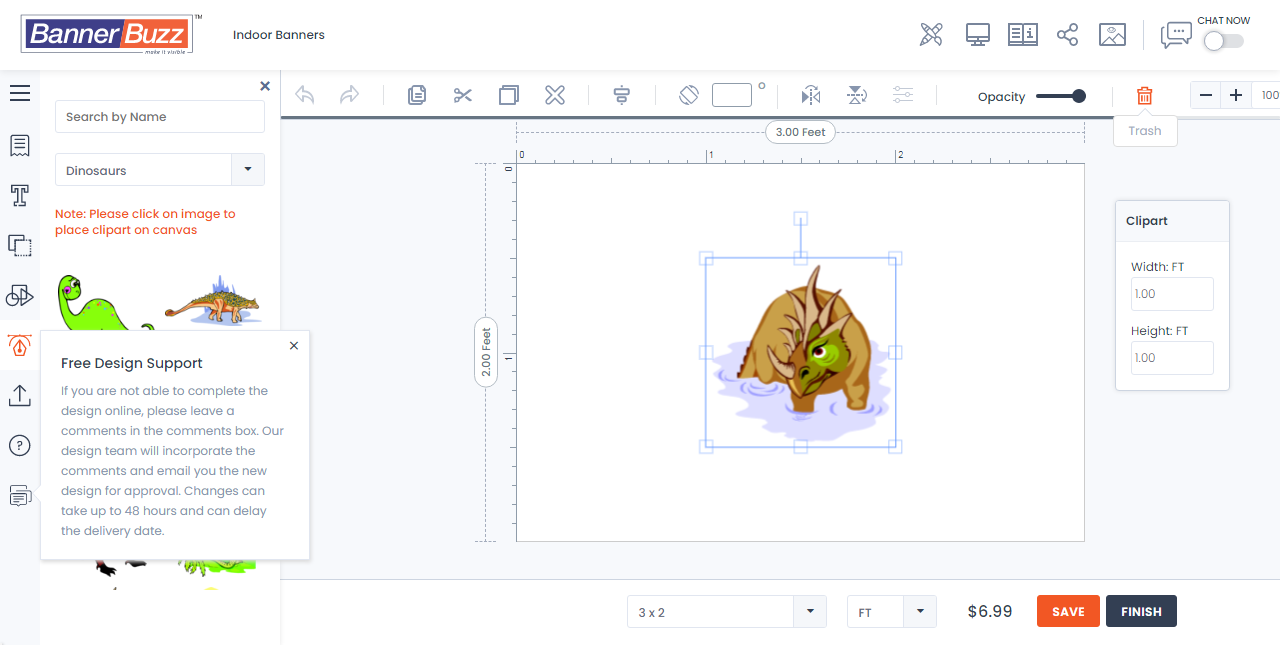 BannerBuzz™
make it visible
Indoor Banners
CHAT NOW
Search by Name
Opacity
100
Trash
3.00 Feet
Dinosaurs
0 1 2
0
Note: Please click on image to
place clipart on canvas
Clipart
Width: FT
1.00
Height: FT
1.00
2.00 Feet
1
Free Design Support
If you are not able to complete the
design online, please leave a
comments in the comments box. Our
design team will incorporate the
comments and email you the new
design for approval. Changes can
take up to 48 hours and can delay
the delivery date.
3 x 2
FT
$6.99
SAVE
FINISH